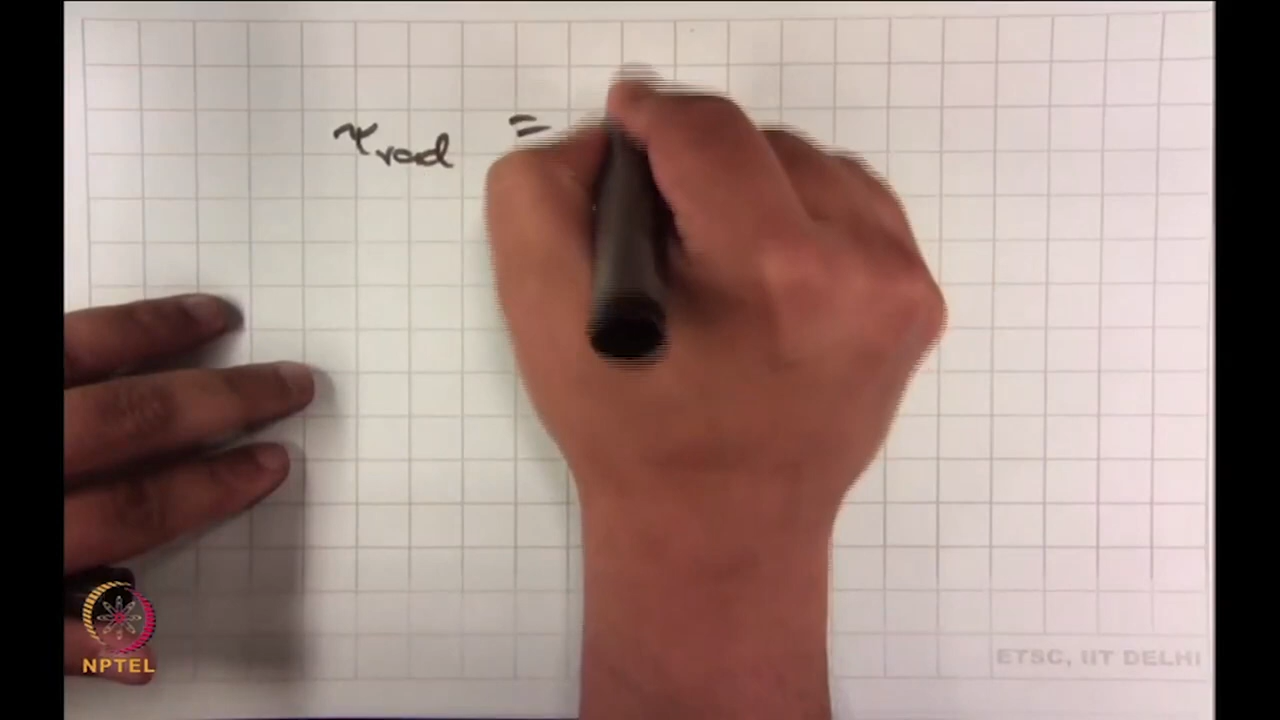 τrad =
NPTEL
ETSC, IIT DELHI